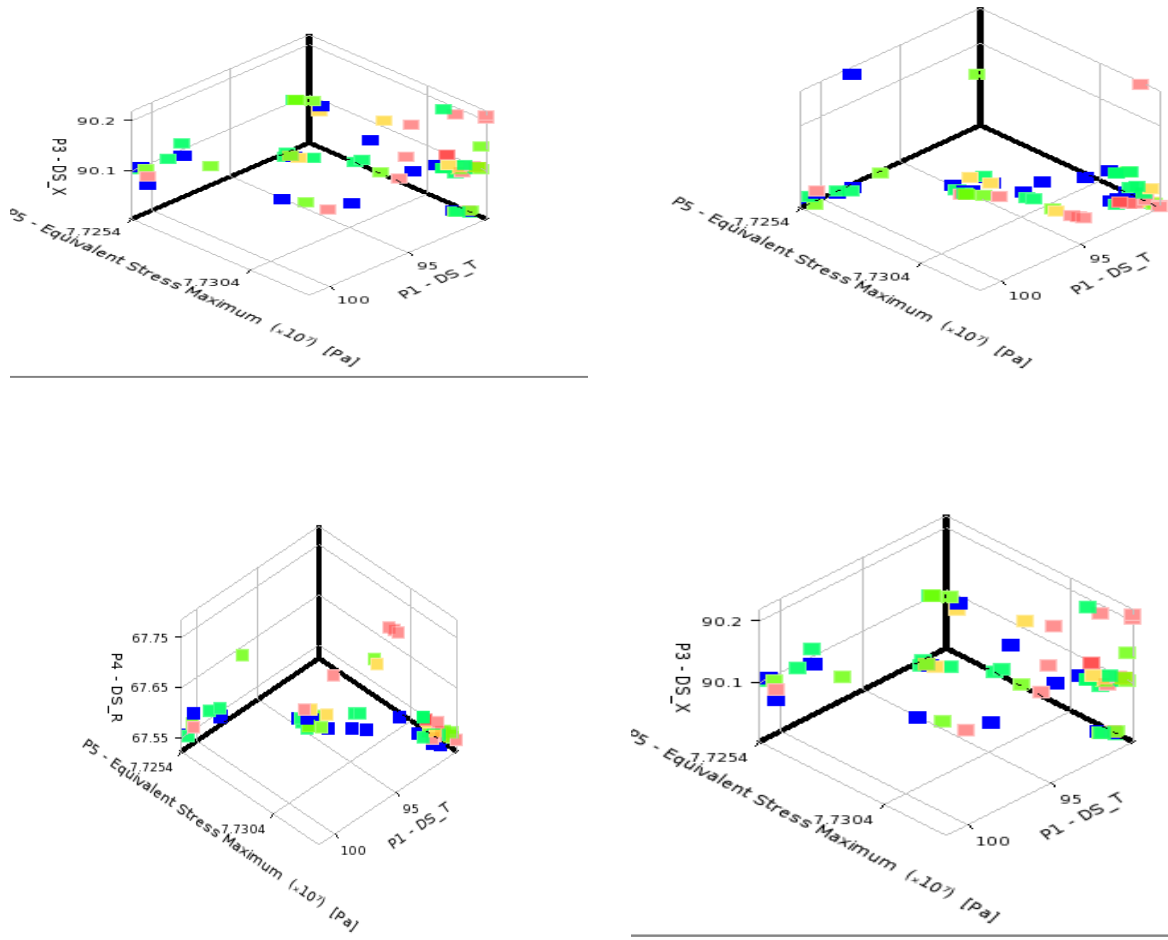 90.2
90.1
P3 - DS_X
7.7254
7.7304
P5 - Equivalent Stress Maximum (×10⁷) [Pa]
95
100
P1 - DS_T
7.7254
7.7304
P5 - Equivalent Stress Maximum (×10⁷) [Pa]
95
100
P1 - DS_T
67.75
67.65
67.55
P4 - DS_R
7.7254
7.7304
P5 - Equivalent Stress Maximum (×10⁷) [Pa]
95
100
P1 - DS_T
90.2
90.1
P3 - DS_X
7.7254
7.7304
P5 - Equivalent Stress Maximum (×10⁷) [Pa]
95
100
P1 - DS_T